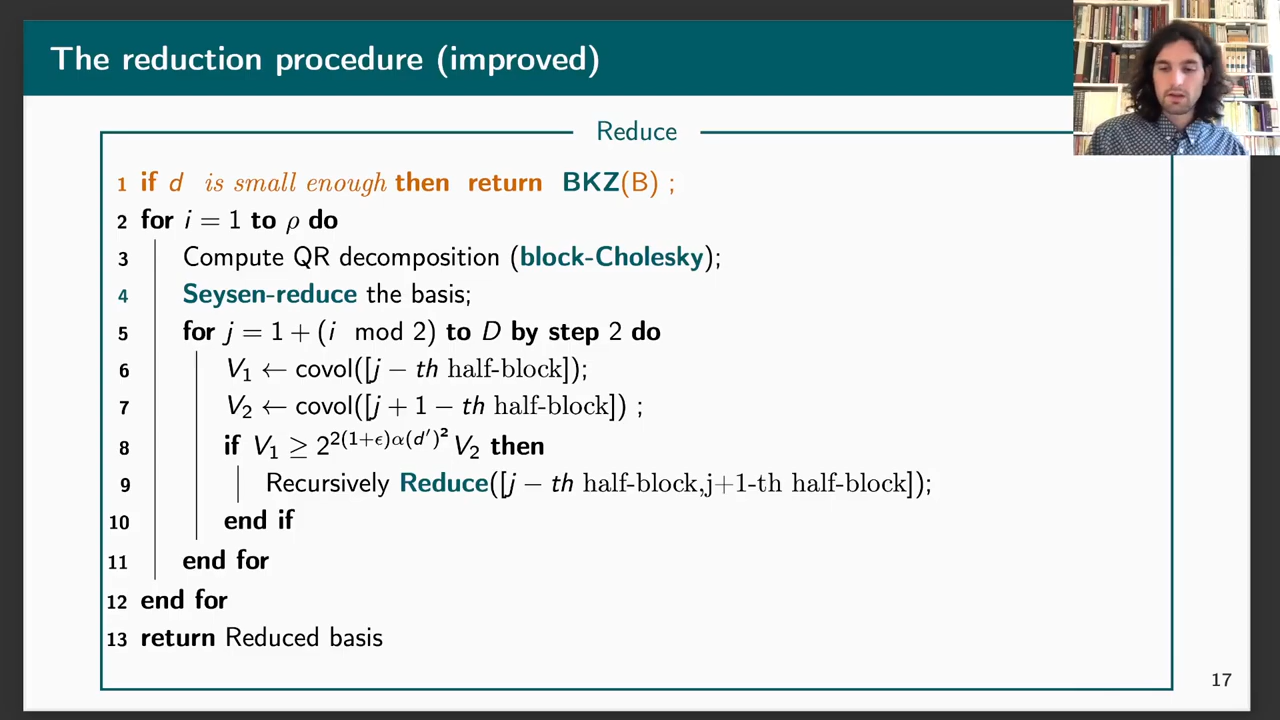 The reduction procedure (improved)
Reduce
1 if d is small enough then return BKZ(B) ;
2 for i = 1 to ρ do
3 Compute QR decomposition (block-Cholesky);
4 Seysen-reduce the basis;
5 for j = 1 + (i mod 2) to D by step 2 do
6 V₁ ← covol([j − th half-block]);
7 V₂ ← covol([j + 1 − th half-block]) ;
8 if V₁ ≥ 2^{2(1+ϵ)α(d′)²} V₂ then
9 Recursively Reduce([j − th half-block,j+1-th half-block]);
10 end if
11 end for
12 end for
13 return Reduced basis
17